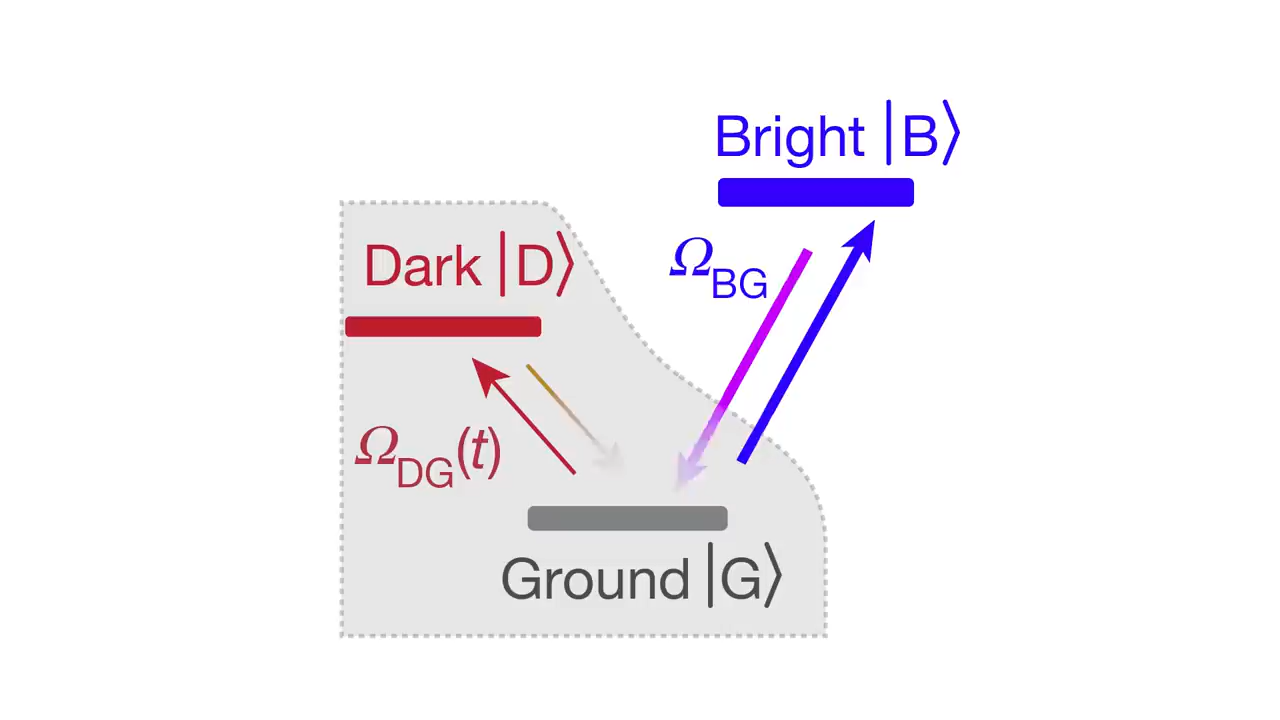 Bright |B⟩
Dark |D⟩
Ω_BG
Ω_DG(t)
Ground |G⟩